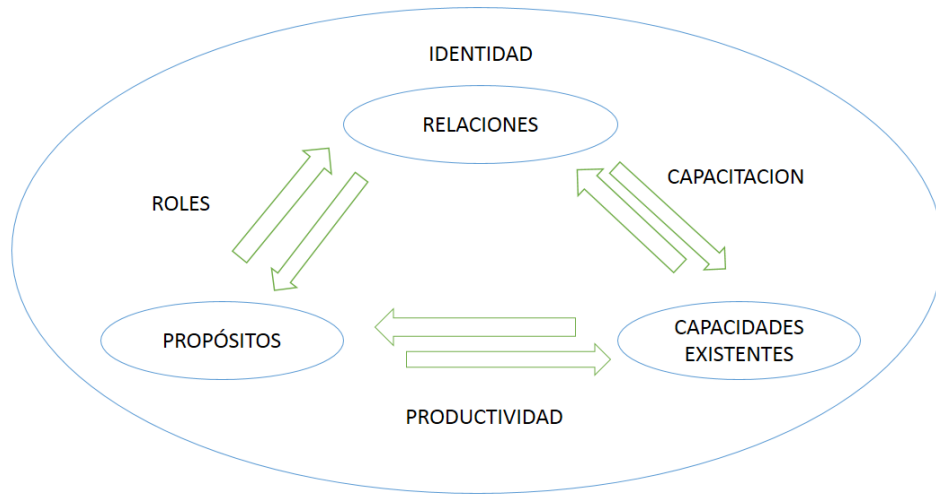 IDENTIDAD
RELACIONES
CAPACITACION
ROLES
PROPÓSITOS
CAPACIDADES
EXISTENTES
PRODUCTIVIDAD